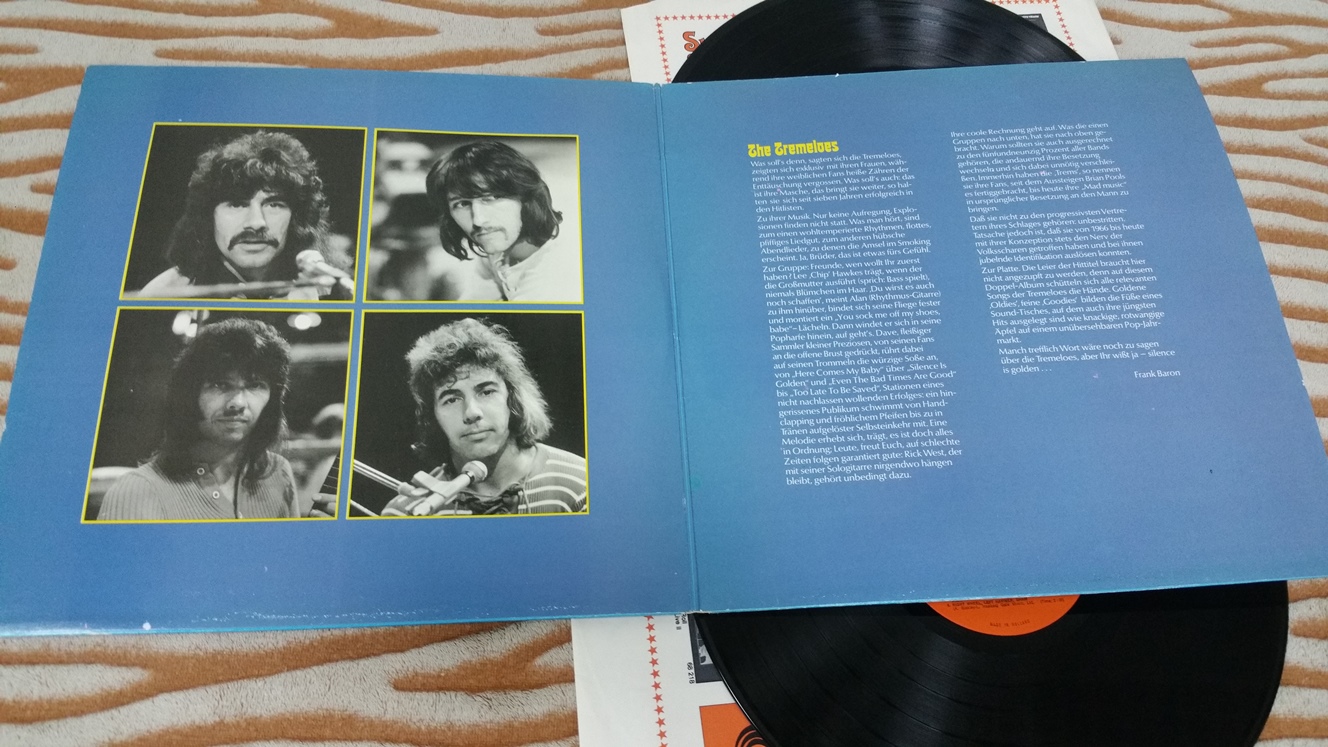 The Tremeloes
Was soll's denn, sagten sich die Tremeloes,
zeigten sich exklusiv mit ihren Frauen, wäh-
rend ihre weiblichen Fans heiße Zähren der
Enttäuschung vergossen. Was soll's auch: das
ist ihre Masche, das bringt sie weiter, so hal-
ten sie sich seit sieben Jahren erfolgreich in
den Hitlisten.
Zu ihrer Musik. Nur keine Aufregung, Explo-
sionen finden nicht statt. Was man hört, sind
zum einen wohltemperierte Rhythmen, flottes,
pfiffiges Liedgut, zum anderen hübsche
Abendlieder, zu denen die Amsel im Smoking
erscheint. Ja, Brüder, das ist etwas für's Gemüt.
Zur Gruppe: Freunde, wen wollt Ihr zuerst
haben? Lee ‚Chip' Hawkes trägt, wenn der
die Großmutter ausführt (sprich: Bass spielt),
niemals Blümchen im Haar. ‚Du wirst es auch
noch schaffen', meint Alan (Rhythmus-Gitarre)
zu ihm hinüber, bindet sich seine Fliege fester
und montiert ein „You sock me off my shoes,
babe"– Lächeln. Dann windet er sich in seine
Popharfe hinein, auf geht's. Dave, fleißiger
Sammler kleiner Preziosen, von seinen Fans
an die offene Brust gedrückt, rührt dabei
auf seinen Trommeln die würzige Soße an,
von „Here Comes My Baby" über „Silence Is
Golden" und „Even The Bad Times Are Good"
bis „Too Late To Be Saved", Stationen eines
nicht nachlassen wollenden Erfolges: ein hin-
gerissenes Publikum schwimmt von Hand-
clapping und fröhlichem Pfeifen bis zu in
Tränen aufgelöster Selbsteinkehr mit. Eine
Melodie erhebt sich, trägt, es ist doch alles
in Ordnung; Leute, freut Euch, auf schlechte
Zeiten folgen garantiert gute: Rick West, der
mit seiner Sologitarre nirgendwo hängen
bleibt, gehört unbedingt dazu.
Ihre coole Rechnung geht auf. Was die einen
Gruppen nach unten, hat sie nach oben ge-
bracht. Warum sollten sie auch ausgerechnet
zu den fünfundneunzig Prozent aller Bands
gehören, die andauernd ihre Besetzung
wechseln und sich dabei unnötig verschlei-
ßen. Immerhin haben die ‚Trems', so nennen
sie ihre Fans, seit dem Aussteigen Brian Pools
es fertiggebracht, bis heute ihre „Mad music"
in ursprünglicher Besetzung an den Mann zu
bringen.
Daß sie nicht zu den progressivsten Vertre-
tern ihres Schlages gehören: unbestritten.
Tatsache jedoch ist, daß sie von 1966 bis heute
mit ihrer Konzeption stets den Nerv der
Volksscharen getroffen haben und bei ihnen
jubelnde Identifikation auslösen konnten.
Zur Platte: Die Leier der Hittitel braucht hier
nicht angezupft zu werden, denn auf diesem
Doppel-Album schütteln sich alle relevanten
Songs der Tremeloes die Hände. Goldene
‚Oldies', feine ‚Goodies' bilden die Füße eines
Sound-Tisches, auf dem auch ihre jüngsten
Hits ausgelegt sind wie knackige, rotwangige
Äpfel auf einem unübersehbaren Pop-Jahr-
markt.
Manch trefflich Wort wäre noch zu sagen
über die Tremeloes, aber Ihr wißt ja – silence
is golden . . .
Frank Baron
68 218